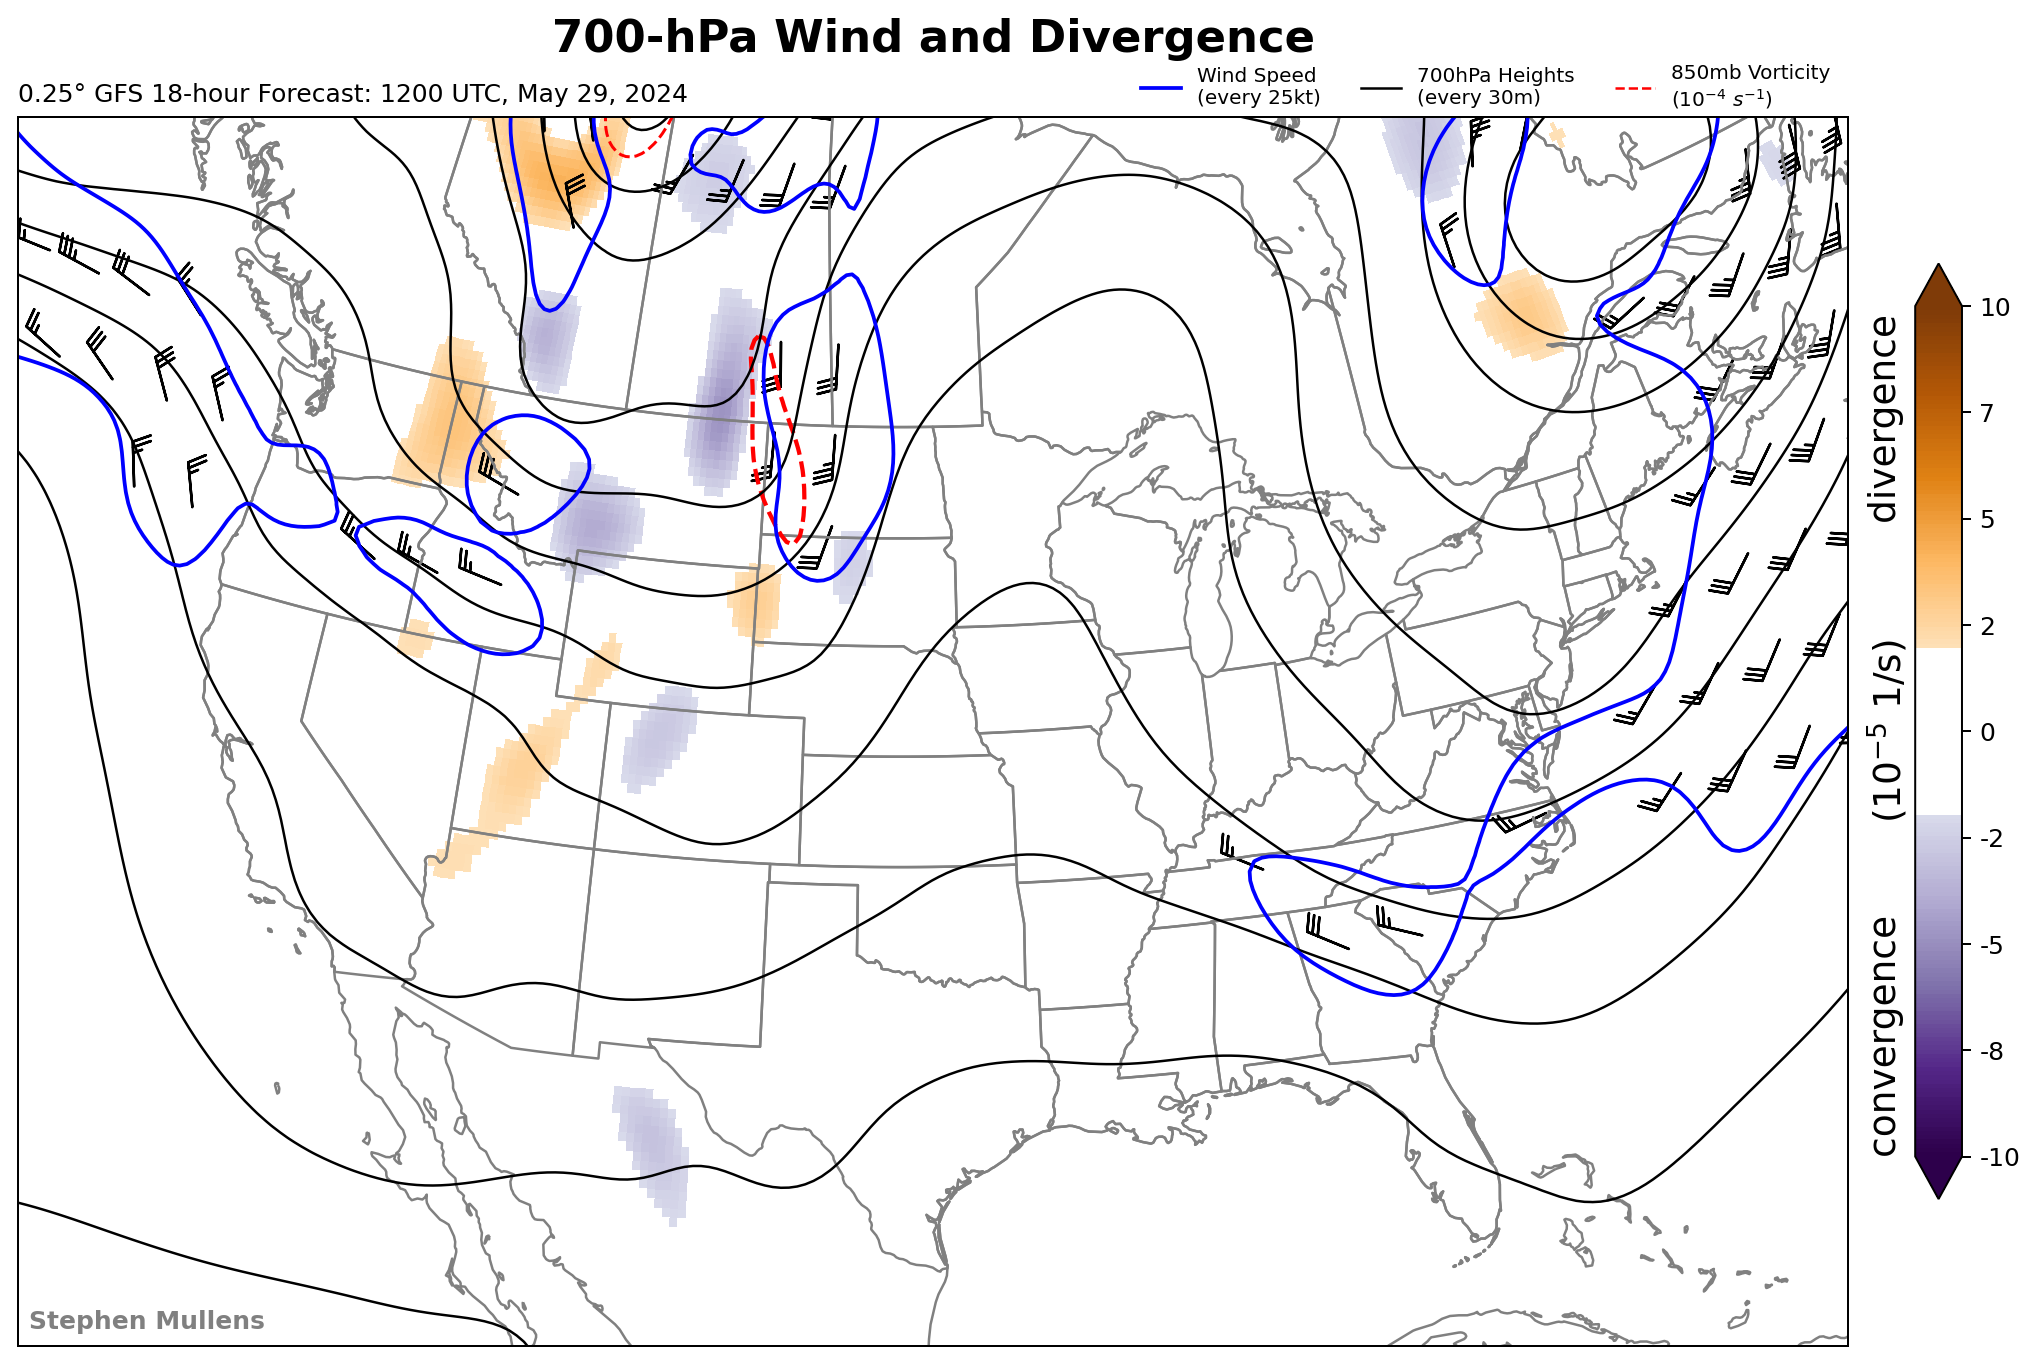 700-hPa Wind and Divergence
0.25° GFS 18-hour Forecast: 1200 UTC, May 29, 2024
Wind Speed
(every 25kt)
700hPa Heights
(every 30m)
850mb Vorticity
(10⁻⁴ s⁻¹)
10
7
5
2
0
-2
-5
-8
-10
convergence (10⁻⁵ 1/s) divergence
Stephen Mullens